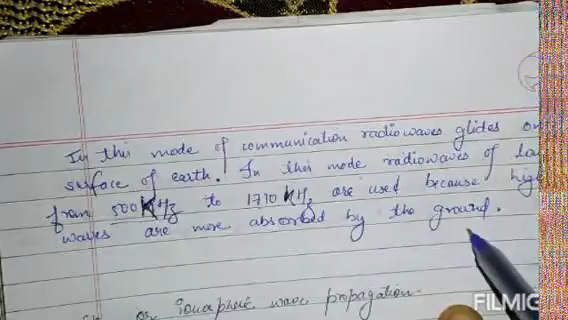 In this mode of communication radiowaves glides on
surface of earth. In this mode radiowaves of
from 500 KHz to 1710 KHz are used because
waves are more absorbed by the ground.
or ionospheric wave propagation-
FILMIG